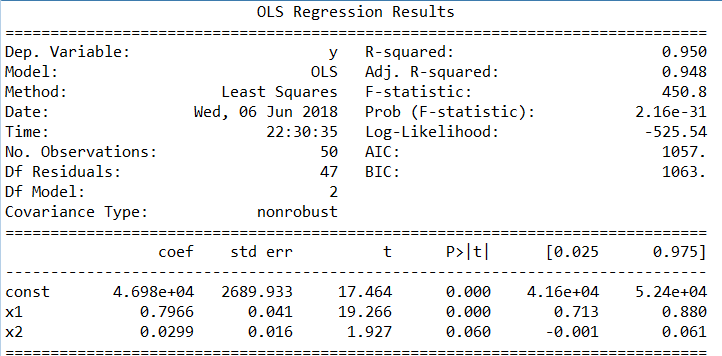 OLS Regression Results
==============================================================================
Dep. Variable:                      y   R-squared:                       0.950
Model:                            OLS   Adj. R-squared:                  0.948
Method:                 Least Squares   F-statistic:                     450.8
Date:                Wed, 06 Jun 2018   Prob (F-statistic):           2.16e-31
Time:                        22:30:35   Log-Likelihood:                -525.54
No. Observations:                  50   AIC:                             1057.
Df Residuals:                      47   BIC:                             1063.
Df Model:                           2
Covariance Type:            nonrobust
==============================================================================
                 coef    std err          t      P>|t|      [0.025      0.975]
------------------------------------------------------------------------------
const       4.698e+04   2689.933     17.464      0.000    4.16e+04    5.24e+04
x1             0.7966      0.041     19.266      0.000       0.713       0.880
x2             0.0299      0.016      1.927      0.060      -0.001       0.061
==============================================================================